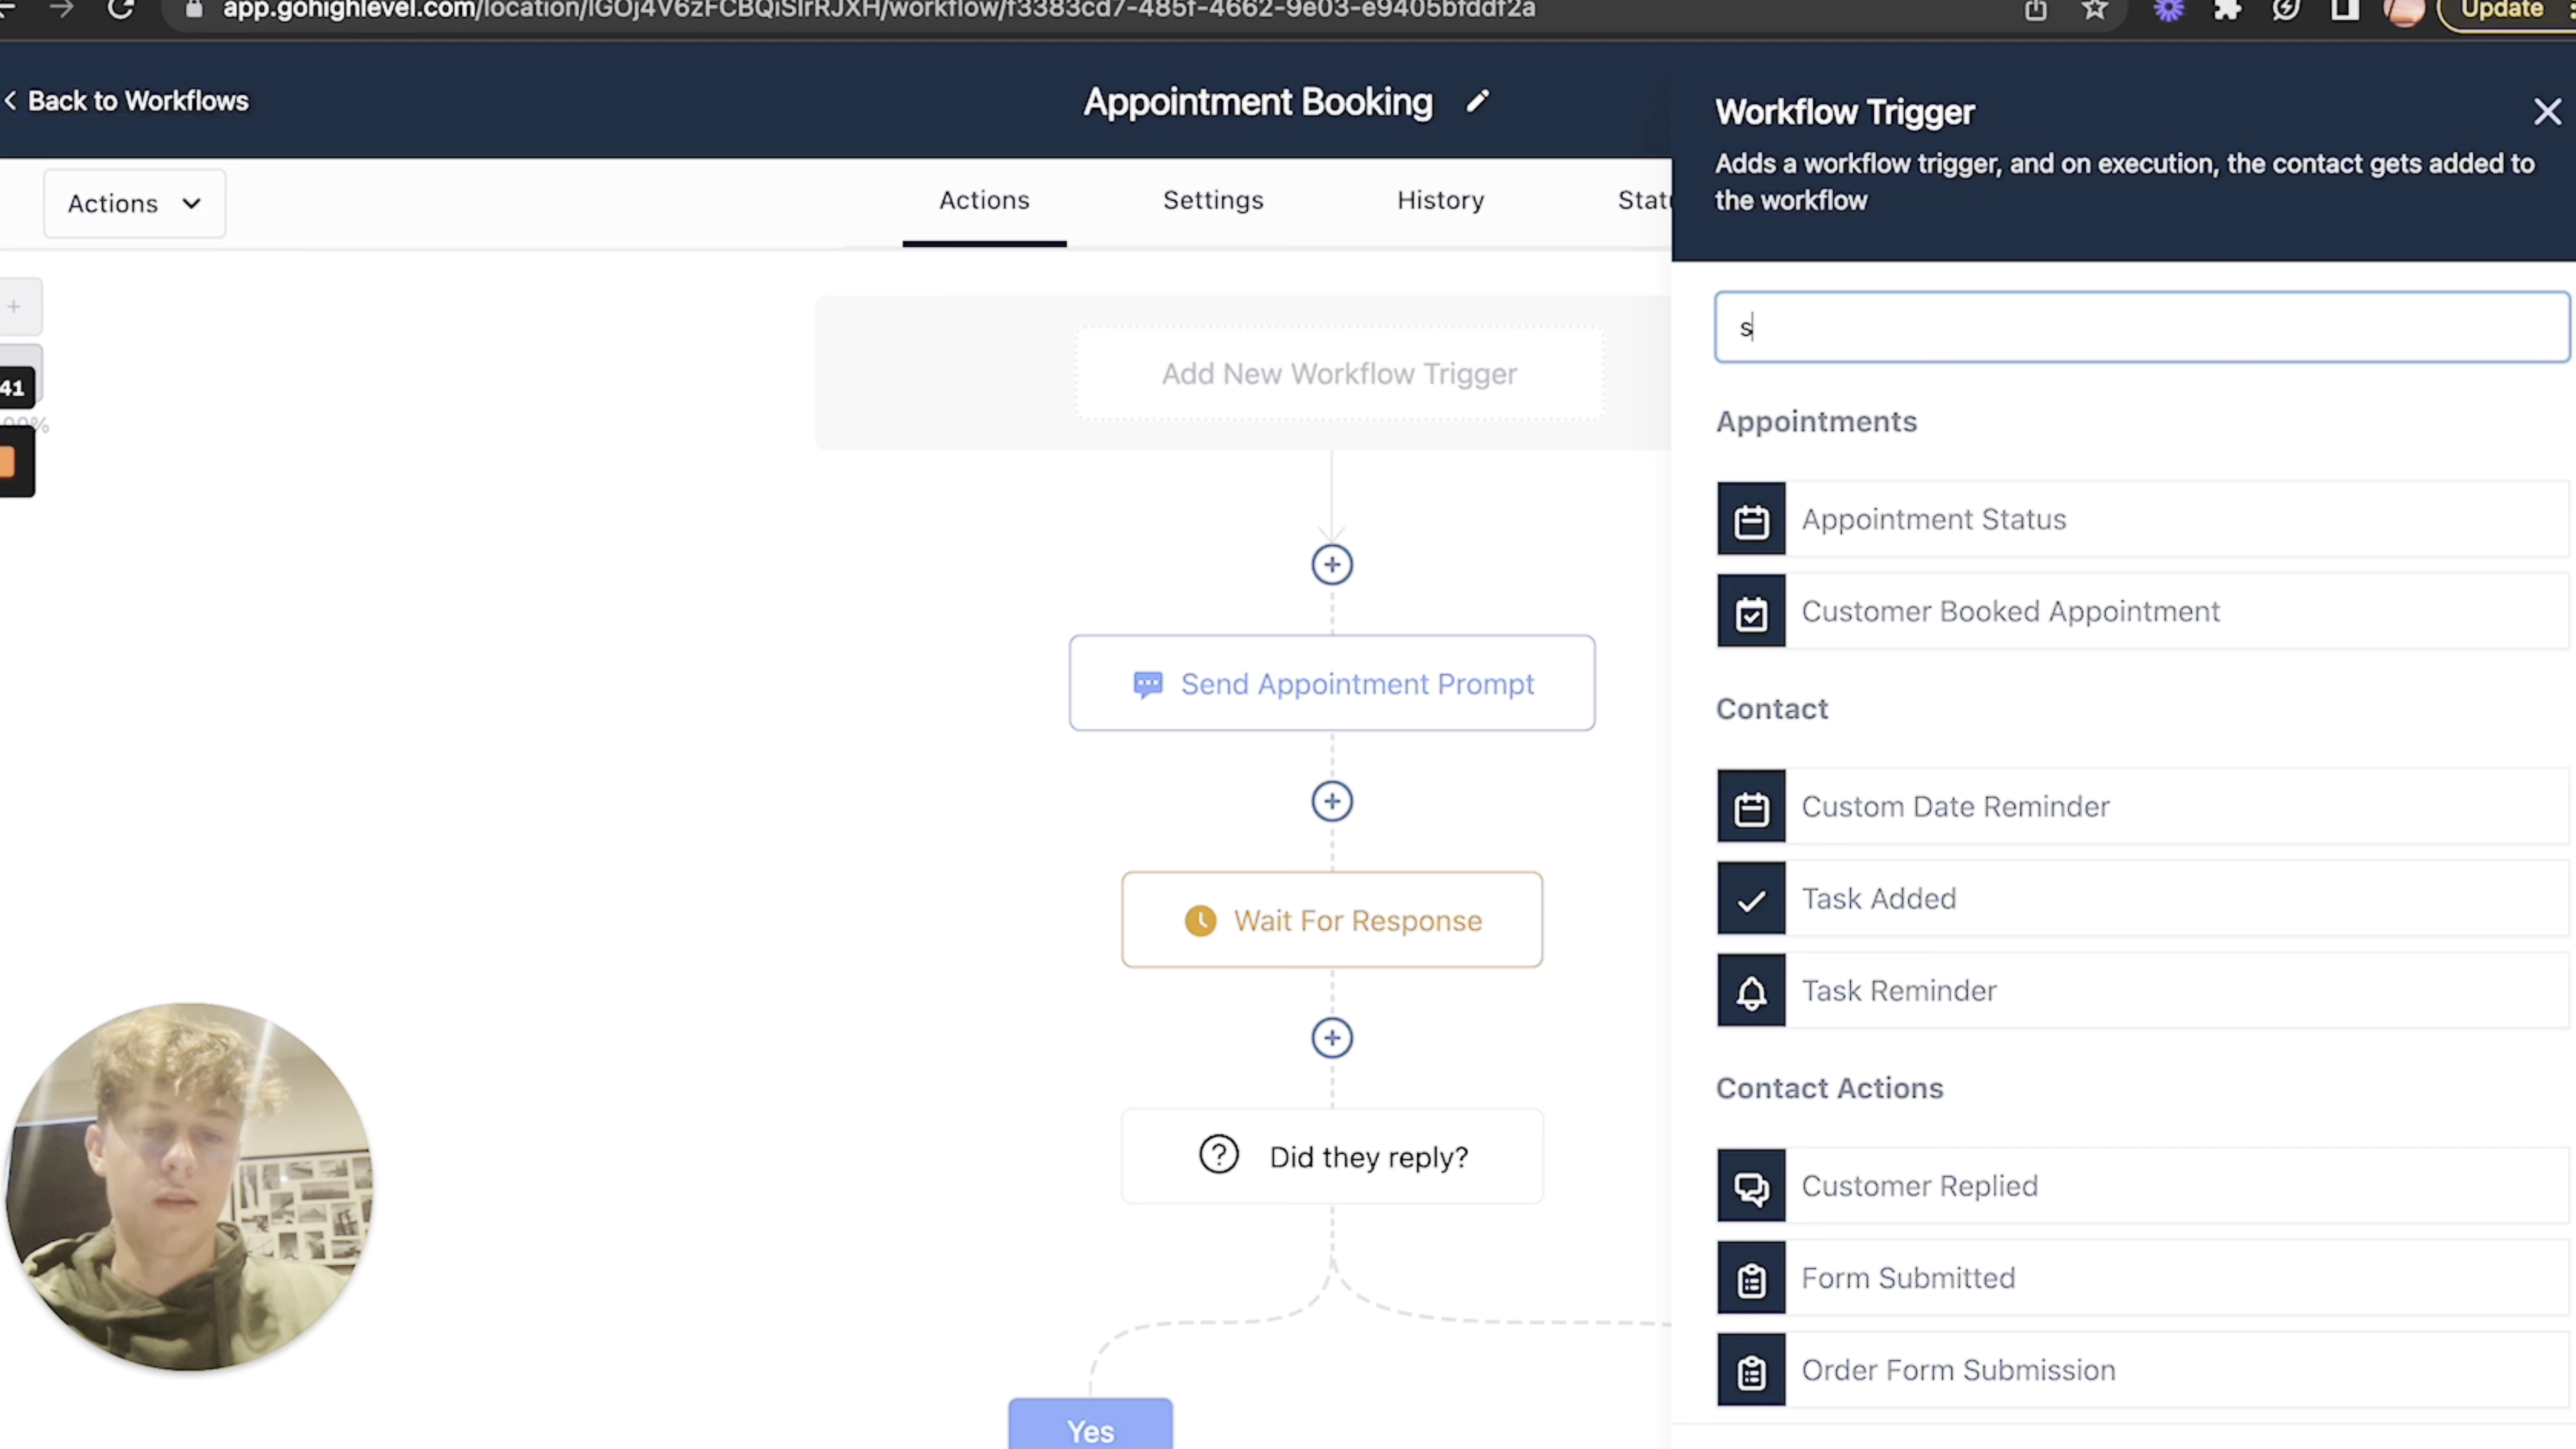 app.gohighlevel.com/location/IGOj4V6zFCBQiSIrRJXH/workflow/f3383cd7-485f-4662-9e03-e9405bfddf2a
Update
Back to Workflows
Appointment Booking
Workflow Trigger
Adds a workflow trigger, and on execution, the contact gets added to
the workflow
Actions
Actions
Settings
History
Statu
s
41
Add New Workflow Trigger
Appointments
Appointment Status
Customer Booked Appointment
Send Appointment Prompt
Contact
Custom Date Reminder
Task Added
Wait For Response
Task Reminder
Contact Actions
Did they reply?
Customer Replied
Form Submitted
Order Form Submission
Yes